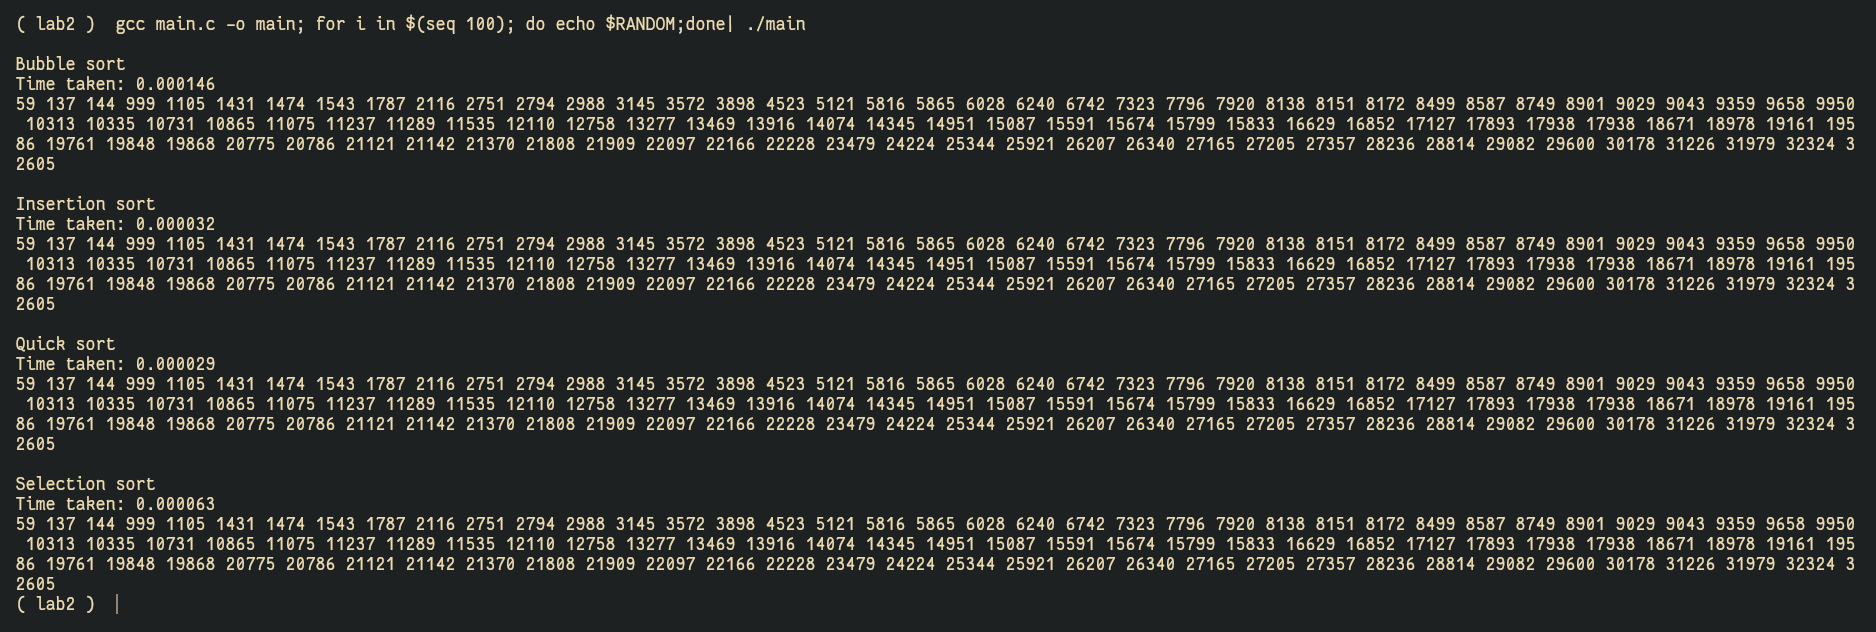 ( lab2 )  gcc main.c -o main; for i in $(seq 100); do echo $RANDOM;done| ./main
Bubble sort
Time taken: 0.000146
59 137 144 999 1105 1431 1474 1543 1787 2116 2751 2794 2988 3145 3572 3898 4523 5121 5816 5865 6028 6240 6742 7323 7796 7920 8138 8151 8172 8499 8587 8749 8901 9029 9043 9359 9658 9950
10313 10335 10731 10865 11075 11237 11289 11535 12110 12758 13277 13469 13916 14074 14345 14951 15087 15591 15674 15799 15833 16629 16852 17127 17893 17938 17938 18671 18978 19161 195
86 19761 19848 19868 20775 20786 21121 21142 21370 21808 21909 22097 22166 22228 23479 24224 25344 25921 26207 26340 27165 27205 27357 28236 28814 29082 29600 30178 31226 31979 32324 3
2605
Insertion sort
Time taken: 0.000032
59 137 144 999 1105 1431 1474 1543 1787 2116 2751 2794 2988 3145 3572 3898 4523 5121 5816 5865 6028 6240 6742 7323 7796 7920 8138 8151 8172 8499 8587 8749 8901 9029 9043 9359 9658 9950
10313 10335 10731 10865 11075 11237 11289 11535 12110 12758 13277 13469 13916 14074 14345 14951 15087 15591 15674 15799 15833 16629 16852 17127 17893 17938 17938 18671 18978 19161 195
86 19761 19848 19868 20775 20786 21121 21142 21370 21808 21909 22097 22166 22228 23479 24224 25344 25921 26207 26340 27165 27205 27357 28236 28814 29082 29600 30178 31226 31979 32324 3
2605
Quick sort
Time taken: 0.000029
59 137 144 999 1105 1431 1474 1543 1787 2116 2751 2794 2988 3145 3572 3898 4523 5121 5816 5865 6028 6240 6742 7323 7796 7920 8138 8151 8172 8499 8587 8749 8901 9029 9043 9359 9658 9950
10313 10335 10731 10865 11075 11237 11289 11535 12110 12758 13277 13469 13916 14074 14345 14951 15087 15591 15674 15799 15833 16629 16852 17127 17893 17938 17938 18671 18978 19161 195
86 19761 19848 19868 20775 20786 21121 21142 21370 21808 21909 22097 22166 22228 23479 24224 25344 25921 26207 26340 27165 27205 27357 28236 28814 29082 29600 30178 31226 31979 32324 3
2605
Selection sort
Time taken: 0.000063
59 137 144 999 1105 1431 1474 1543 1787 2116 2751 2794 2988 3145 3572 3898 4523 5121 5816 5865 6028 6240 6742 7323 7796 7920 8138 8151 8172 8499 8587 8749 8901 9029 9043 9359 9658 9950
10313 10335 10731 10865 11075 11237 11289 11535 12110 12758 13277 13469 13916 14074 14345 14951 15087 15591 15674 15799 15833 16629 16852 17127 17893 17938 17938 18671 18978 19161 195
86 19761 19848 19868 20775 20786 21121 21142 21370 21808 21909 22097 22166 22228 23479 24224 25344 25921 26207 26340 27165 27205 27357 28236 28814 29082 29600 30178 31226 31979 32324 3
2605
( lab2 )